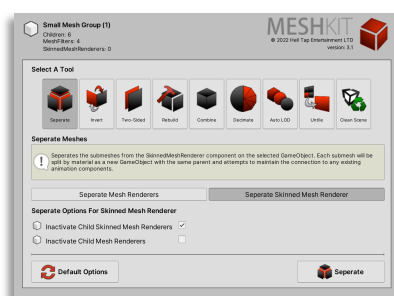 Small Mesh Group (1)
Children: 6
MeshFilters: 4
SkinnedMeshRenderers: 0
MESHKIT
© 2022 Hell Tap Entertainment LTD
version: 3.1
Select A Tool
Seperate Invert Two-Sided Rebuild Combine Decimate Auto LOD Untile Clean Scene
Seperate Meshes
Seperates the submeshes from the SkinnedMeshRenderer component on the selected GameObject. Each submesh will be
split by material as a new GameObject with the same parent and attempts to maintain the connection to any existing
animation components.
Seperate Mesh Renderers Seperate Skinned Mesh Renderer
Seperate Options For Skinned Mesh Renderer
Inactivate Child Skinned Mesh Renderers
Inactivate Child Mesh Renderers
Default Options Seperate